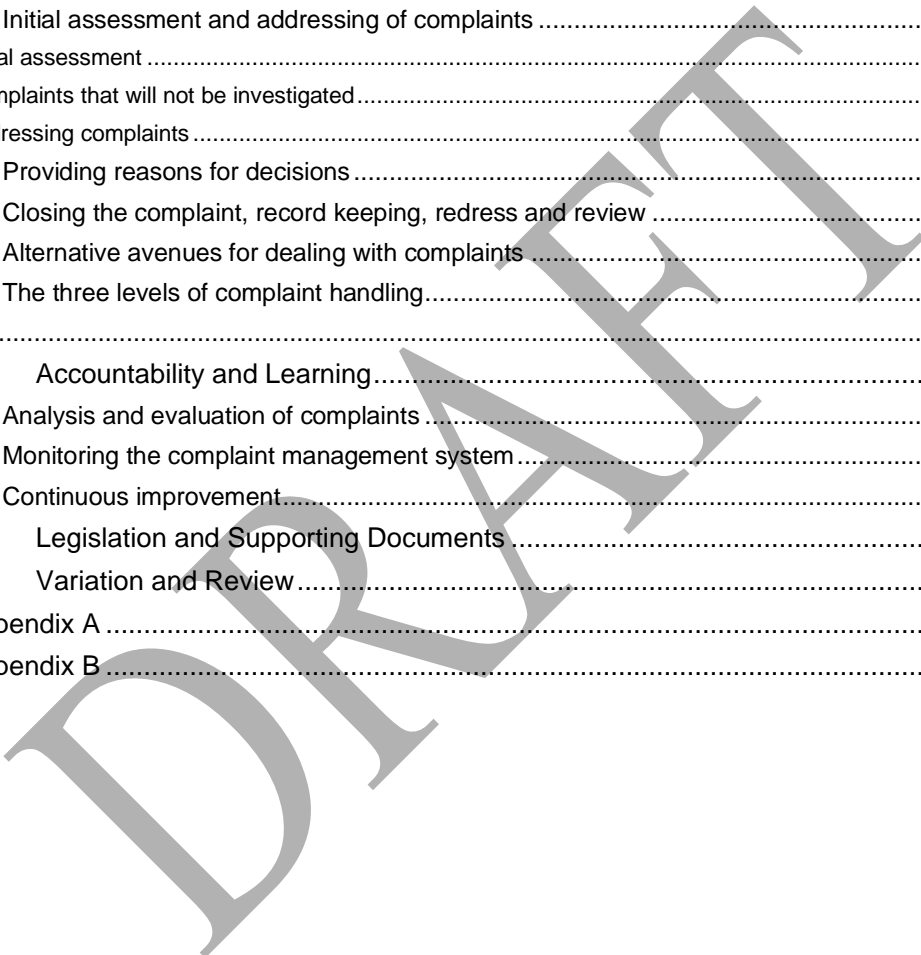 Initial assessment and addressing of complaints ........................................................................
al assessment ........................................................................
mplaints that will not be investigated ........................................................................
ressing complaints ........................................................................
Providing reasons for decisions ........................................................................
Closing the complaint, record keeping, redress and review ........................................................................
Alternative avenues for dealing with complaints ........................................................................
The three levels of complaint handling ........................................................................
........................................................................
Accountability and Learning ........................................................................
Analysis and evaluation of complaints ........................................................................
Monitoring the complaint management system ........................................................................
Continuous improvement ........................................................................
Legislation and Supporting Documents ........................................................................
Variation and Review ........................................................................
pendix A ........................................................................
pendix B ........................................................................
DRAFT